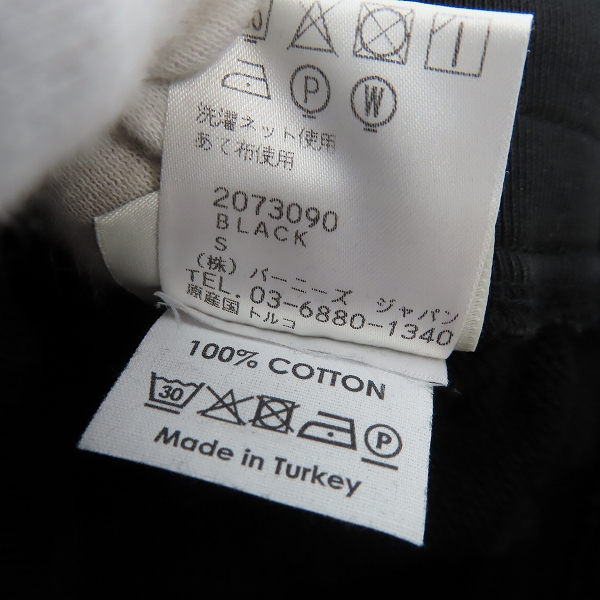 30
P W
洗濯ネット使用
あて布使用
2073090
BLACK
S
(株) バーニーズ ジャパン
TEL. 03-6880-1340
原産国 トルコ
100% COTTON
30 P
Made in Turkey